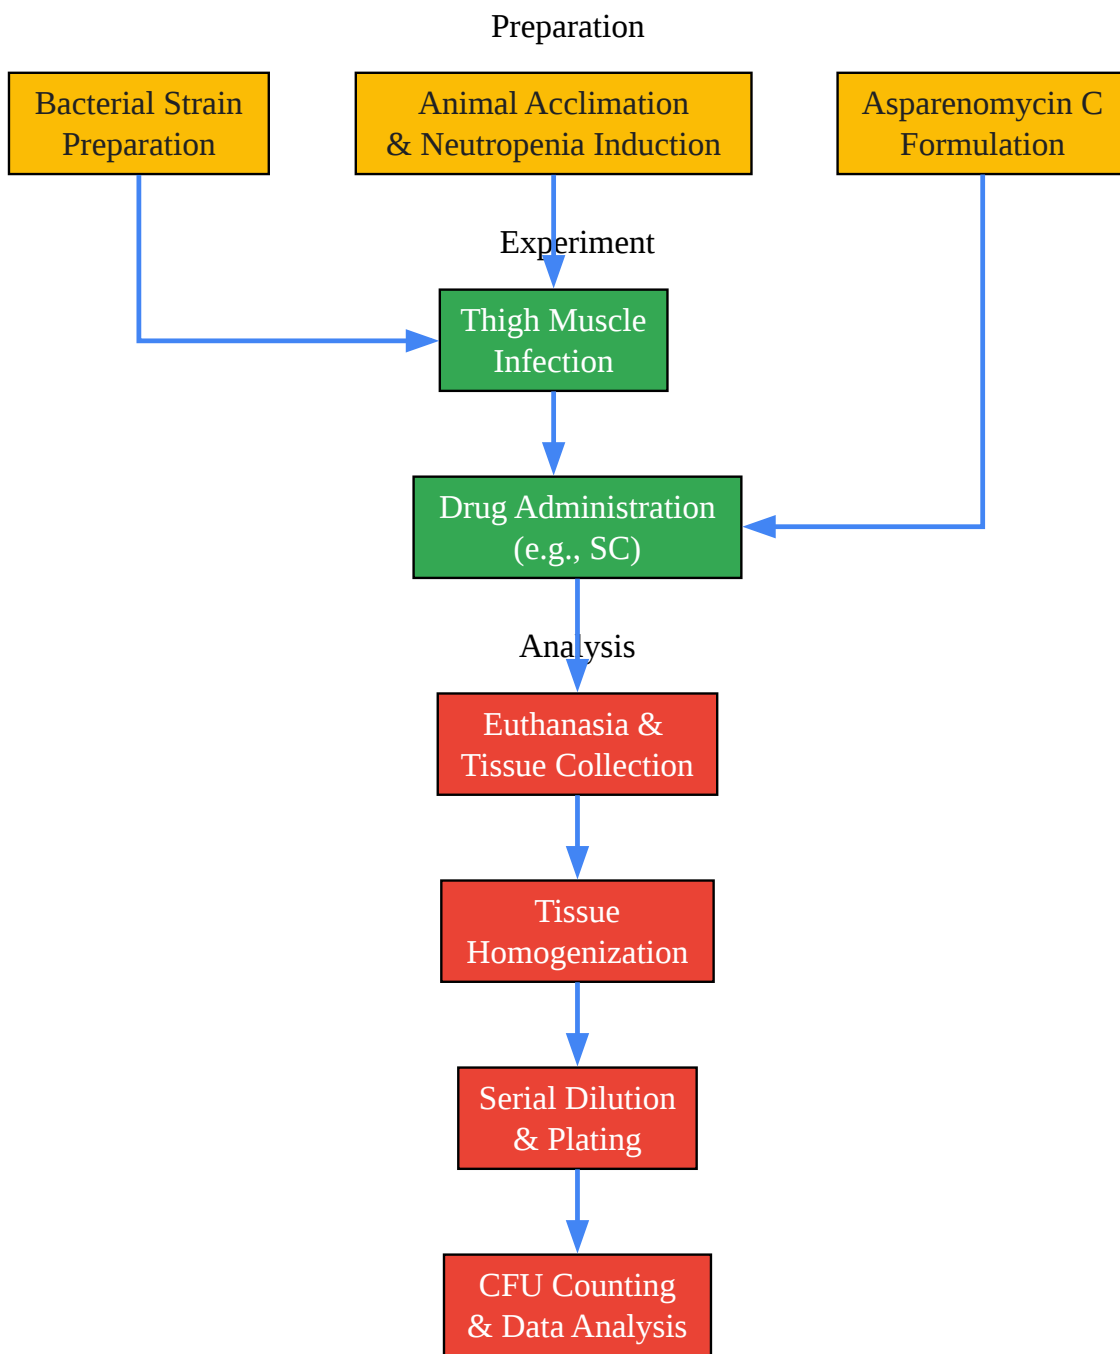 Preparation
Bacterial Strain
Preparation
Animal Acclimation
& Neutropenia Induction
Asparenomycin C
Formulation
Experiment
Thigh Muscle
Infection
Drug Administration
(e.g., SC)
Analysis
Euthanasia &
Tissue Collection
Tissue
Homogenization
Serial Dilution
& Plating
CFU Counting
& Data Analysis